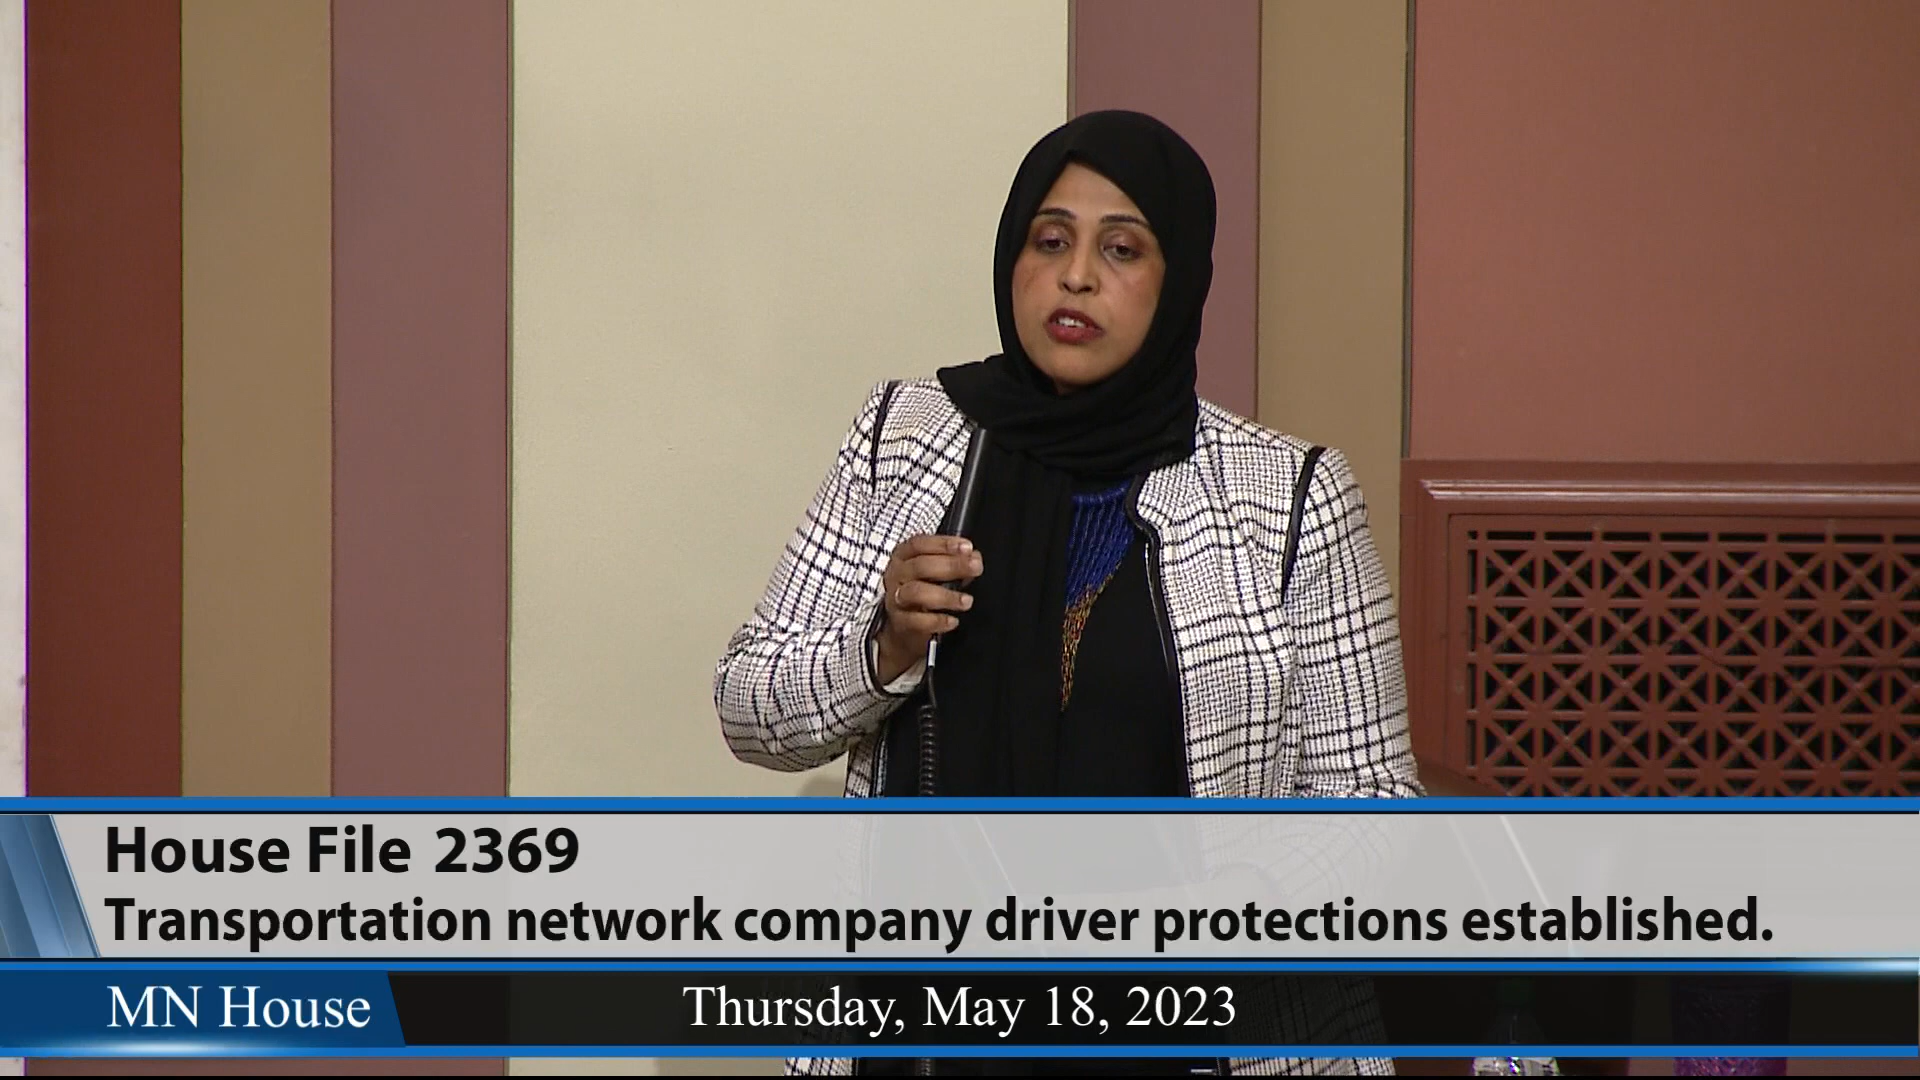 House File 2369
Transportation network company driver protections established.
MN House
Thursday, May 18, 2023